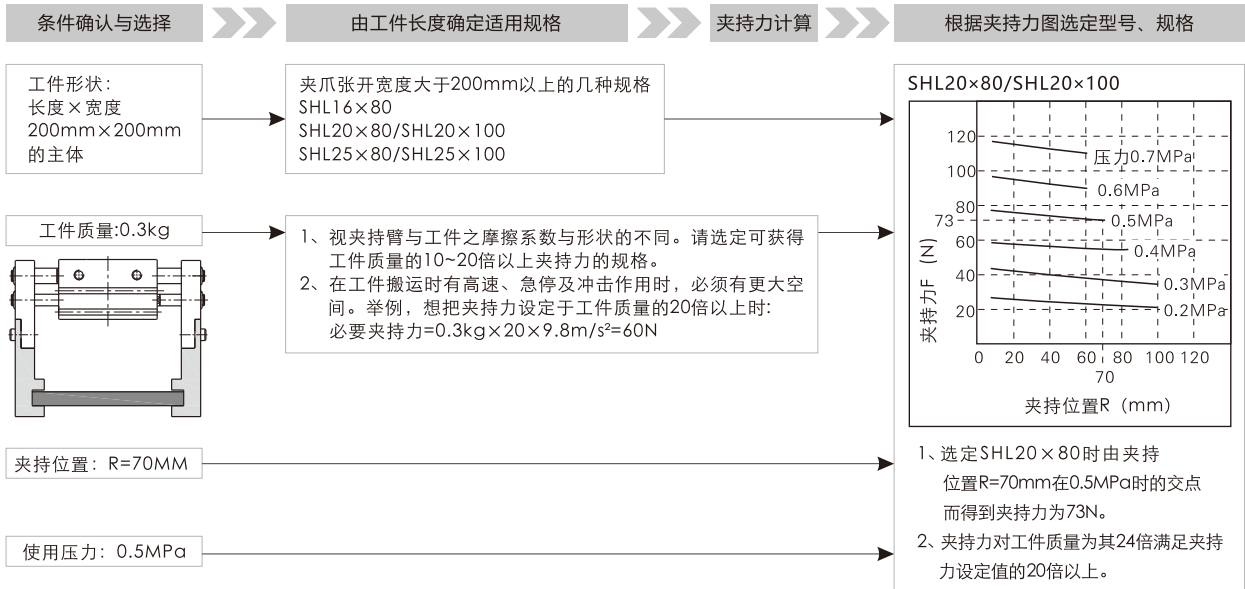 条件确认与选择
由工件长度确定适用规格
夹持力计算
根据夹持力图选定型号、规格
工件形状:
长度×宽度
200mm×200mm
的主体
夹爪张开宽度大于200mm以上的几种规格
SHL16×80
SHL20×80/SHL20×100
SHL25×80/SHL25×100
工件质量:0.3kg
1、视夹持臂与工件之摩擦系数与形状的不同。请选定可获得
工件质量的10~20倍以上夹持力的规格。
2、在工件搬运时有高速、急停及冲击作用时，必须有更大空
间。举例，想把夹持力设定于工件质量的20倍以上时:
必要夹持力=0.3kg×20×9.8m/s²=60N
夹持位置：R=70MM
使用压力：0.5MPa
SHL20×80/SHL20×100
夹持力F (N)
120
100
80
73
60
40
20
压力0.7MPa
0.6MPa
0.5MPa
0.4MPa
0.3MPa
0.2MPa
0 20 40 60 80 100 120
70
夹持位置R (mm)
1、选定SHL20×80时由夹持
位置R=70mm在0.5MPa时的交点
而得到夹持力为73N。
2、夹持力对工件质量为其24倍满足夹持
力设定值的20倍以上。